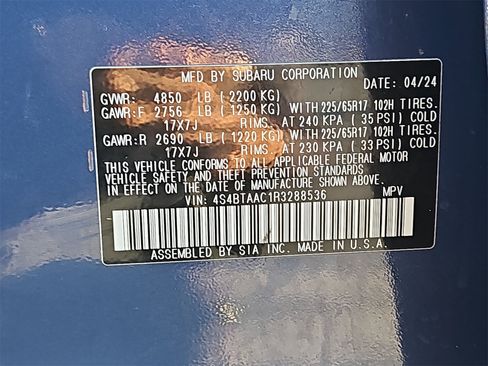 MFD. BY SUBARU CORPORATION
DATE: 04/24
GVWR: 4850 LB ( 2200 KG)
GAWR:F 2756 LB ( 1250 KG) WITH 225/65R17 102H TIRES.
17X7J RIMS, AT 240 KPA ( 35 PSI) COLD
GAWR:R 2690 LB ( 1220 KG) WITH 225/65R17 102H TIRES.
17X7J RIMS, AT 230 KPA ( 33 PSI) COLD
THIS VEHICLE CONFORMS TO ALL APPLICABLE FEDERAL MOTOR
VEHICLE SAFETY AND THEFT PREVENTION STANDARDS IN
EFFECT ON THE DATE OF MANUFACTURE SHOWN ABOVE.
VIN: 4S4BTAAC1R3288536 MPV
ASSEMBLED BY SIA INC. MADE IN U.S.A.